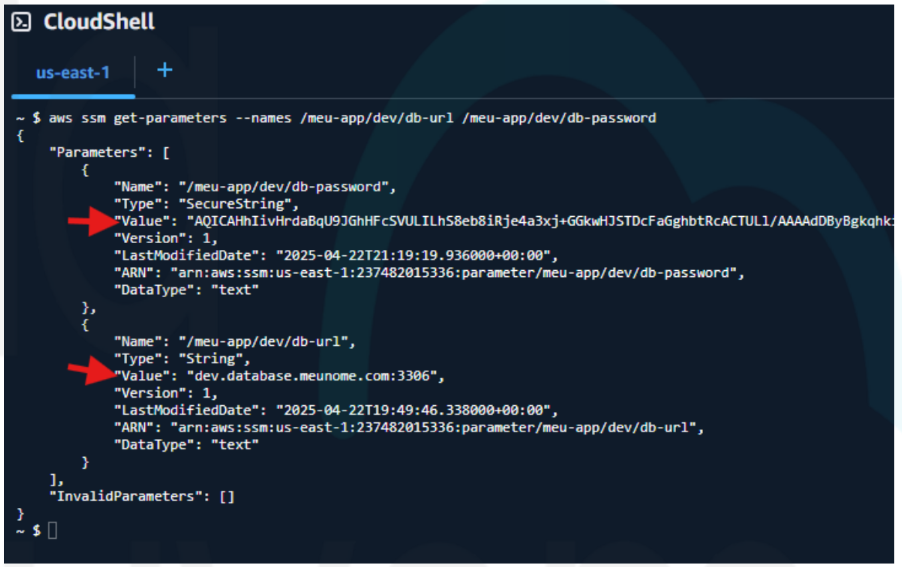 CloudShell
us-east-1 +
~ $ aws ssm get-parameters --names /meu-app/dev/db-url /meu-app/dev/db-password
{
    "Parameters": [
        {
            "Name": "/meu-app/dev/db-password",
            "Type": "SecureString",
            "Value": "AQICAHhIivHrdaBqU9JGhHFcSVULILhS8eb8iRje4a3xj+GGkwHJSTDcFaGghbtRcACTULl/AAAAdDByBgkqhki
            "Version": 1,
            "LastModifiedDate": "2025-04-22T21:19:19.936000+00:00",
            "ARN": "arn:aws:ssm:us-east-1:237482015336:parameter/meu-app/dev/db-password",
            "DataType": "text"
        },
        {
            "Name": "/meu-app/dev/db-url",
            "Type": "String",
            "Value": "dev.database.meunome.com:3306",
            "Version": 1,
            "LastModifiedDate": "2025-04-22T19:49:46.338000+00:00",
            "ARN": "arn:aws:ssm:us-east-1:237482015336:parameter/meu-app/dev/db-url",
            "DataType": "text"
        }
    ],
    "InvalidParameters": []
}
~ $